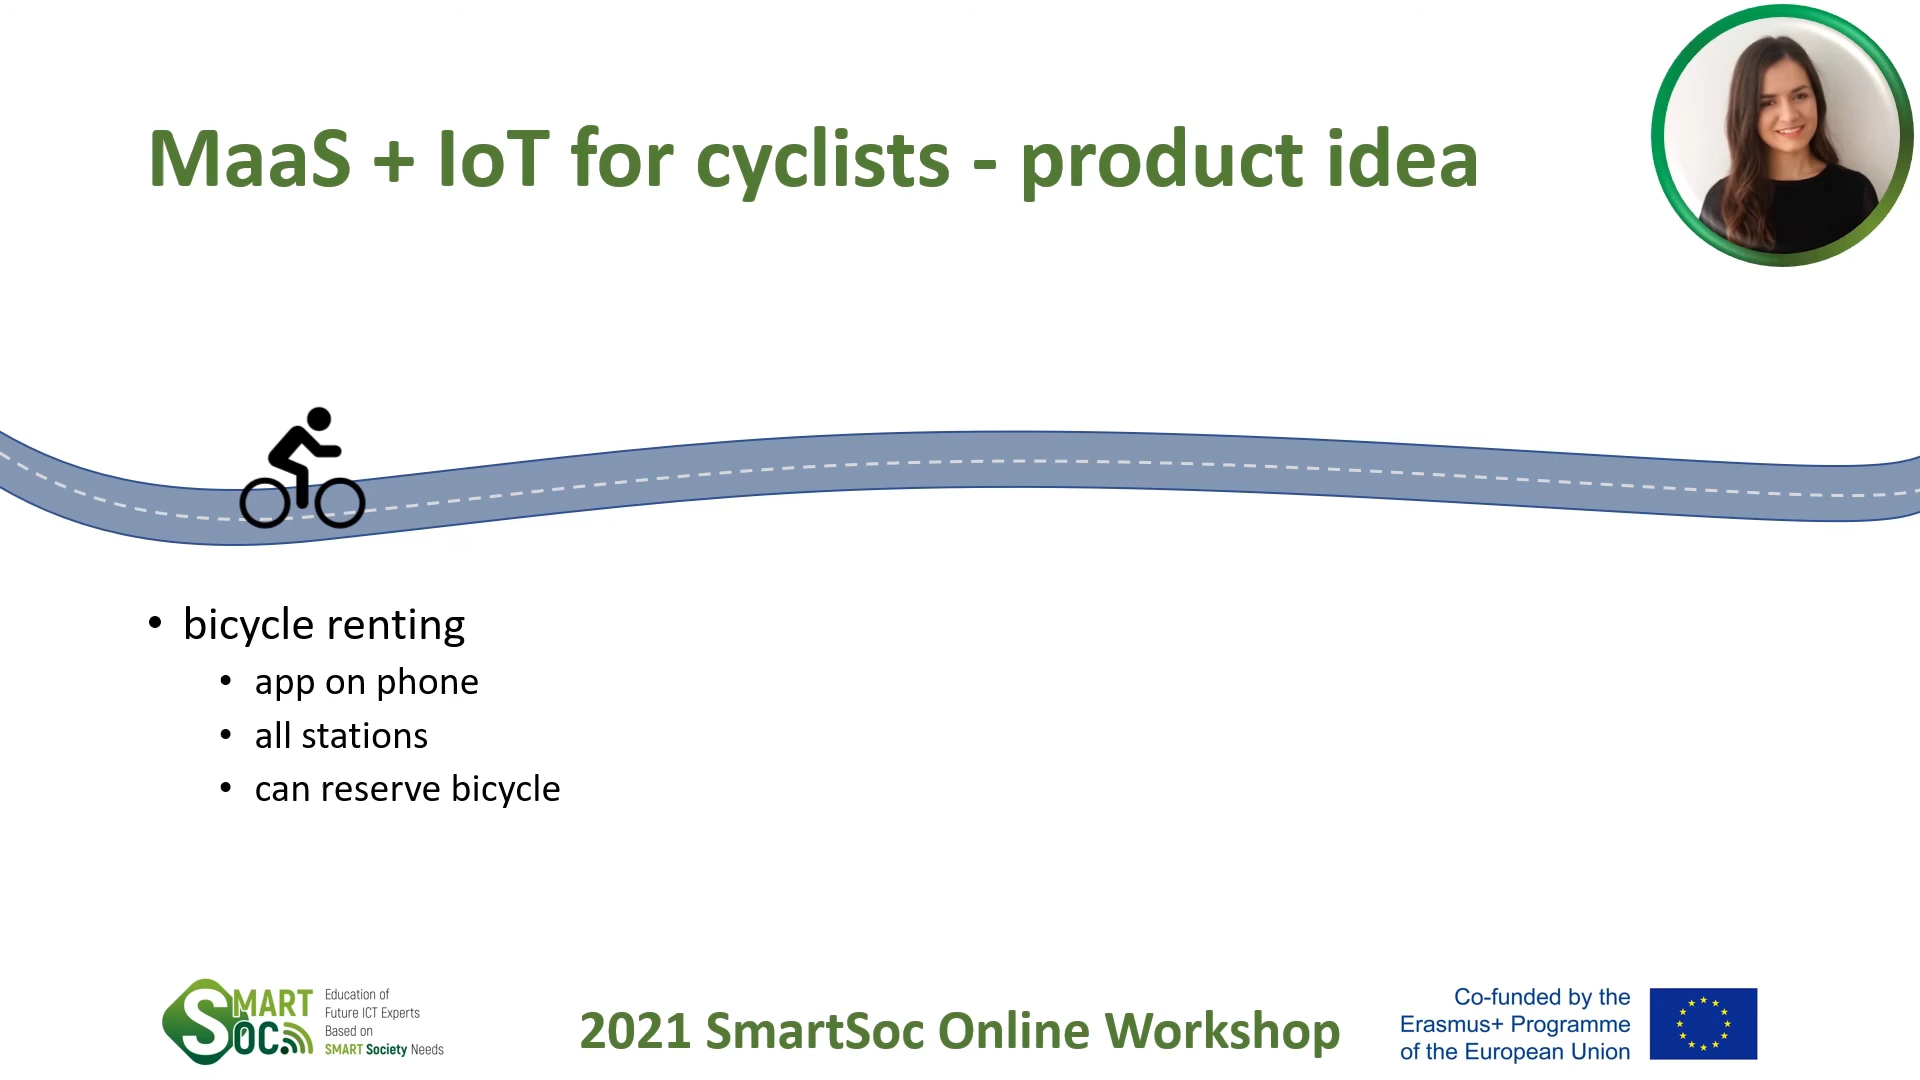 MaaS + IoT for cyclists - product idea
• bicycle renting
• app on phone
• all stations
• can reserve bicycle
SMART
SOC
Education of
Future ICT Experts
Based on
SMART Society Needs
2021 SmartSoc Online Workshop
Co-funded by the
Erasmus+ Programme
of the European Union